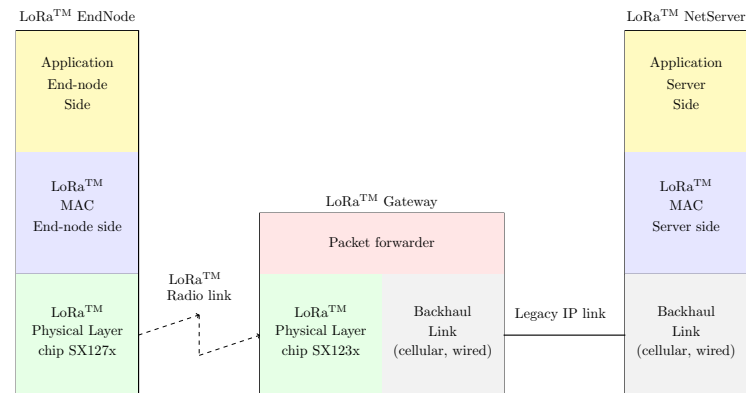 LoRa™ EndNode
Application
End-node
Side
LoRa™
MAC
End-node side
LoRa™
Physical Layer
chip SX127x
LoRa™
Radio link
LoRa™ Gateway
Packet forwarder
LoRa™
Physical Layer
chip SX123x
Backhaul
Link
(cellular, wired)
Legacy IP link
LoRa™ NetServer
Application
Server
Side
LoRa™
MAC
Server side
Backhaul
Link
(cellular, wired)